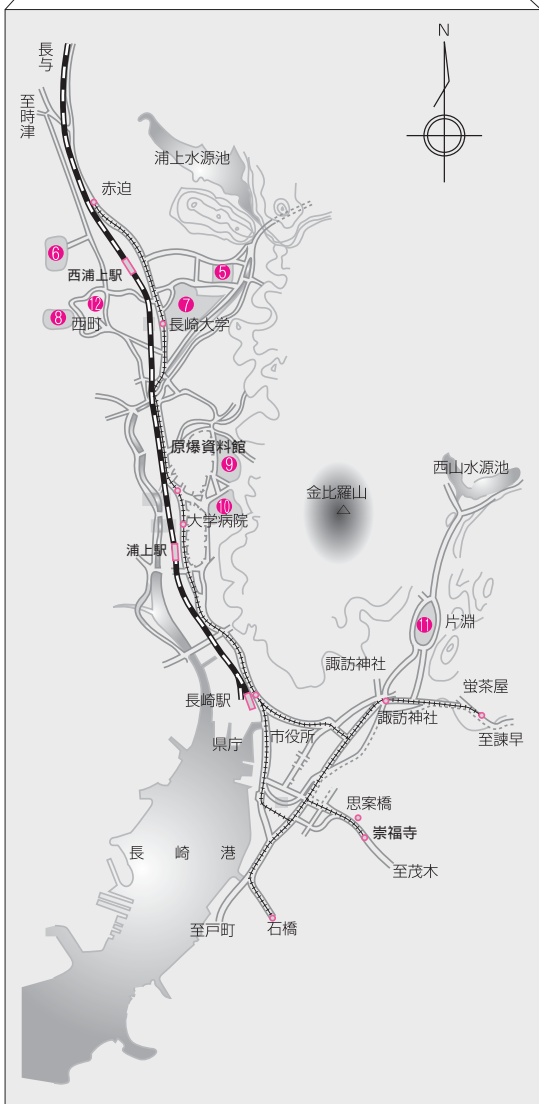 N
長与
至時津
浦上水源池
赤迫
⑥
西浦上駅
⑤
⑫
⑦
⑧
西町
長崎大学
原爆資料館
⑨
西山水源池
金比羅山
⑩
大学病院
浦上駅
⑪
片淵
諏訪神社
蛍茶屋
長崎駅
諏訪神社
市役所
至諫早
県庁
思案橋
崇福寺
長崎港
至茂木
至戸町
石橋